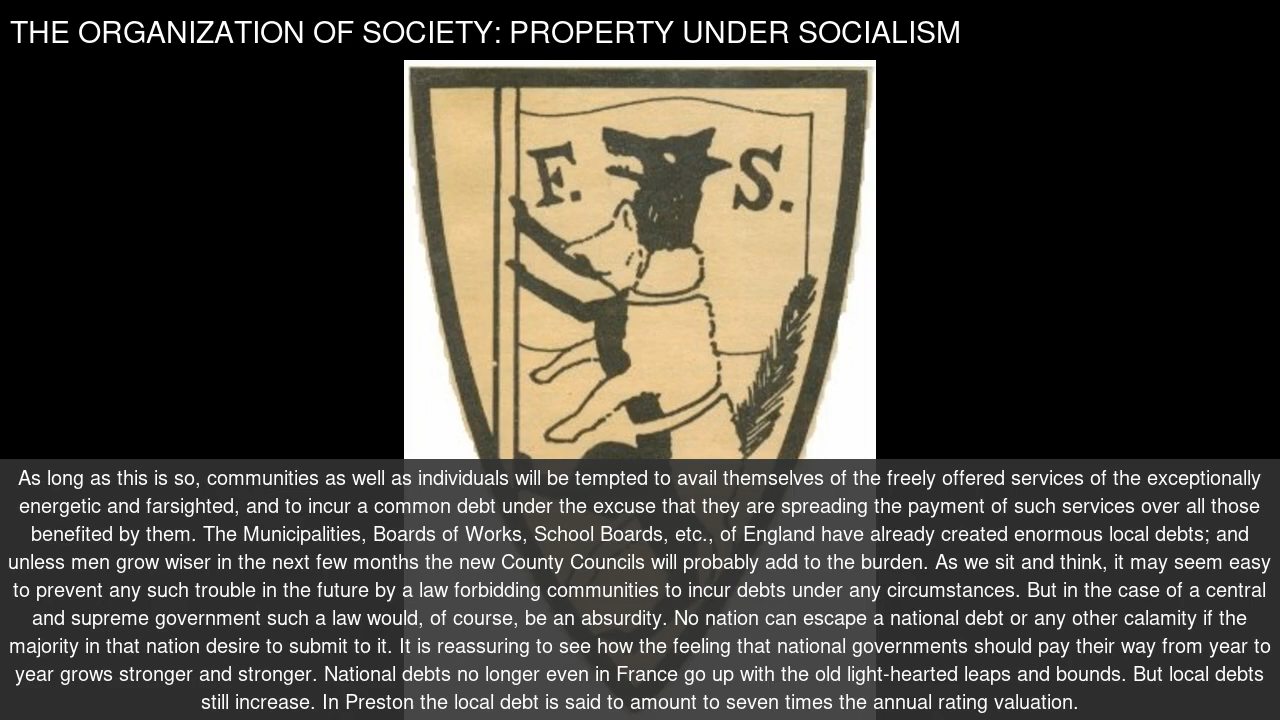 THE ORGANIZATION OF SOCIETY: PROPERTY UNDER SOCIALISM
F. S.
As long as this is so, communities as well as individuals will be tempted to avail themselves of the freely offered services of the exceptionally
energetic and farsighted, and to incur a common debt under the excuse that they are spreading the payment of such services over all those
benefited by them. The Municipalities, Boards of Works, School Boards, etc., of England have already created enormous local debts; and
unless men grow wiser in the next few months the new County Councils will probably add to the burden. As we sit and think, it may seem easy
to prevent any such trouble in the future by a law forbidding communities to incur debts under any circumstances. But in the case of a central
and supreme government such a law would, of course, be an absurdity. No nation can escape a national debt or any other calamity if the
majority in that nation desire to submit to it. It is reassuring to see how the feeling that national governments should pay their way from year to
year grows stronger and stronger. National debts no longer even in France go up with the old light-hearted leaps and bounds. But local debts
still increase. In Preston the local debt is said to amount to seven times the annual rating valuation.